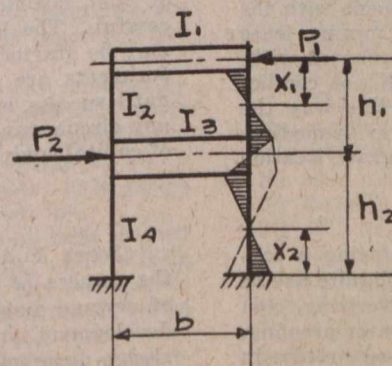 I₁
P₁
x₁
I₂
I₃
h₁
P₂
I₄
h₂
x₂
b